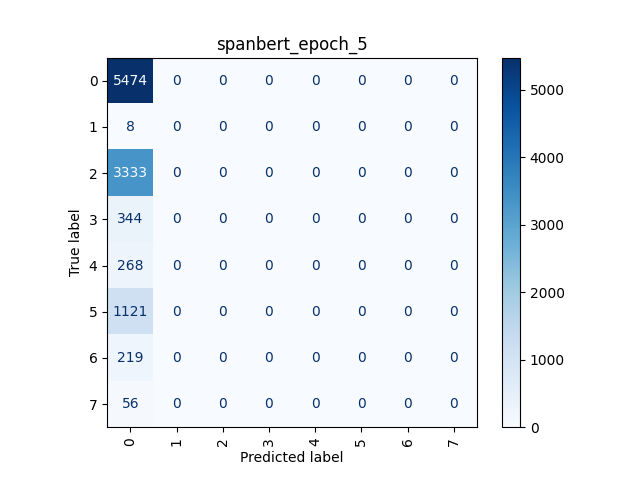 spanbert_epoch_5
0 5474 0 0 0 0 0 0 0
1 8 0 0 0 0 0 0 0
2 3333 0 0 0 0 0 0 0
3 344 0 0 0 0 0 0 0
4 268 0 0 0 0 0 0 0
5 1121 0 0 0 0 0 0 0
6 219 0 0 0 0 0 0 0
7 56 0 0 0 0 0 0 0
0 1 2 3 4 5 6 7
True label
Predicted label
5000
4000
3000
2000
1000
0